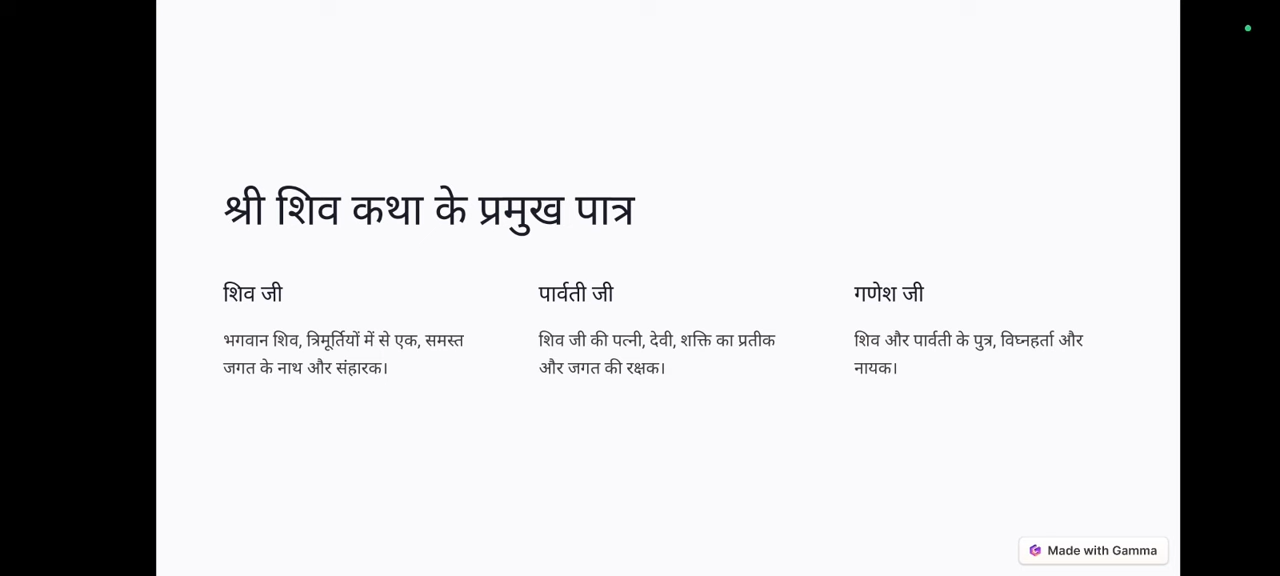 श्री शिव कथा के प्रमुख पात्र
शिव जी
भगवान शिव, त्रिमूर्तियों में से एक, समस्त
जगत के नाथ और संहारक।
पार्वती जी
शिव जी की पत्नी, देवी, शक्ति का प्रतीक
और जगत की रक्षक।
गणेश जी
शिव और पार्वती के पुत्र, विघ्नहर्ता और
नायक।
Made with Gamma